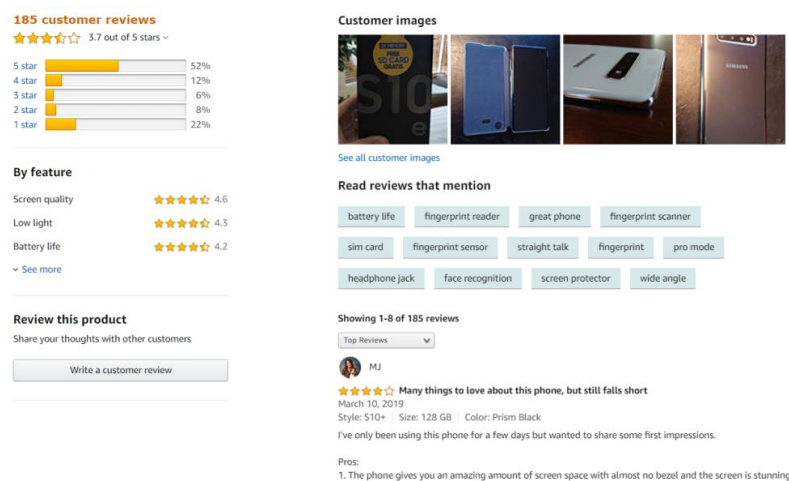 185 customer reviews
3.7 out of 5 stars
5 star 52%
4 star 12%
3 star 6%
2 star 8%
1 star 22%
By feature
Screen quality 4.6
Low light 4.3
Battery life 4.2
See more
Review this product
Share your thoughts with other customers
Write a customer review
Customer images
FREE
SD CARD
GRATIS
S10
e
SAMSUNG
SAMSUNG
See all customer images
Read reviews that mention
battery life fingerprint reader great phone fingerprint scanner
sim card fingerprint sensor straight talk fingerprint pro mode
headphone jack face recognition screen protector wide angle
Showing 1-8 of 185 reviews
Top Reviews
MJ
Many things to love about this phone, but still falls short
March 10, 2019
Style: S10+ | Size: 128 GB | Color: Prism Black
I've only been using this phone for a few days but wanted to share some first impressions.
Pros:
1. The phone gives you an amazing amount of screen space with almost no bezel and the screen is stunning